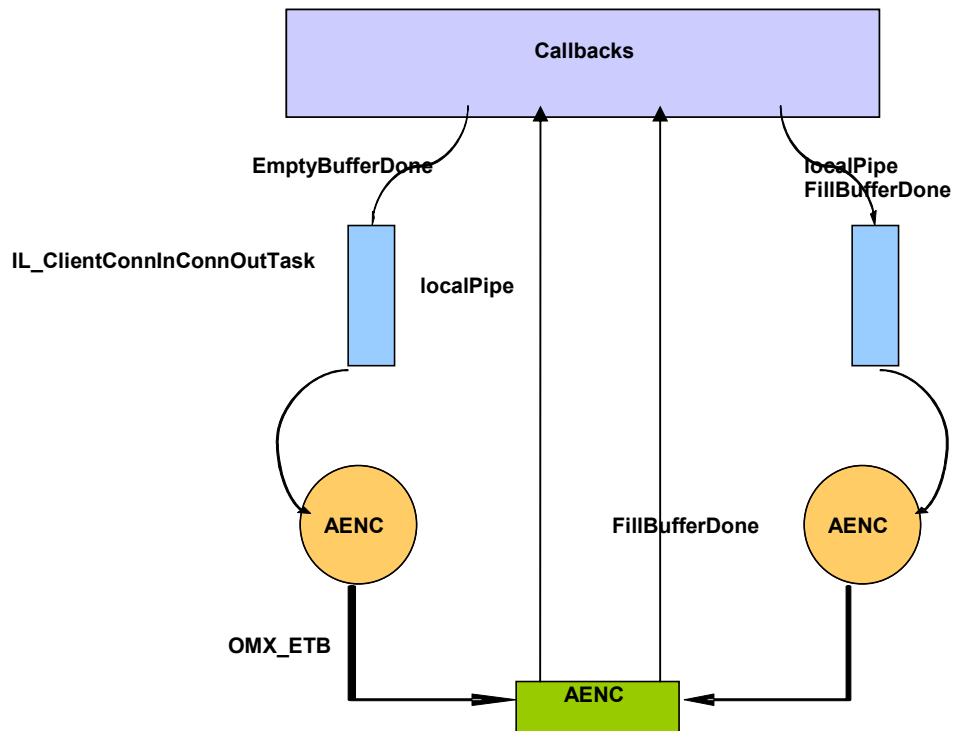 Callbacks
EmptyBufferDone
localPipe
FillBufferDone
IL_ClientConnInConnOutTask
localPipe
AENC
FillBufferDone
AENC
OMX_ETB
AENC